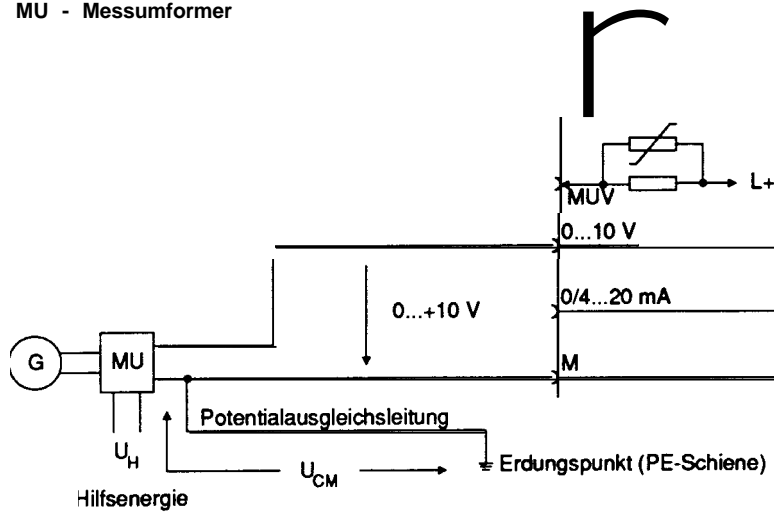 MU - Messumformer
L+
MUV
0...10 V
0...+10 V
0/4...20 mA
G
MU
M
Potentialausgleichsleitung
U_H
U_CM
Erdungspunkt (PE-Schiene)
Hilfsenergie